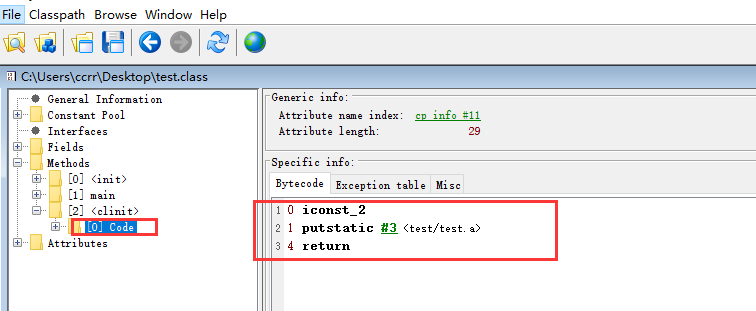 File Classpath Browse Window Help
C:\Users\ccrr\Desktop\test.class
General Information
Constant Pool
Interfaces
Fields
Methods
[0] <init>
[1] main
[2] <clinit>
[0] Code
Attributes
Generic info:
Attribute name index: cp info #11
Attribute length: 29
Specific info:
Bytecode Exception table Misc
1 0 iconst_2
2 1 putstatic #3 <test/test.a>
3 4 return